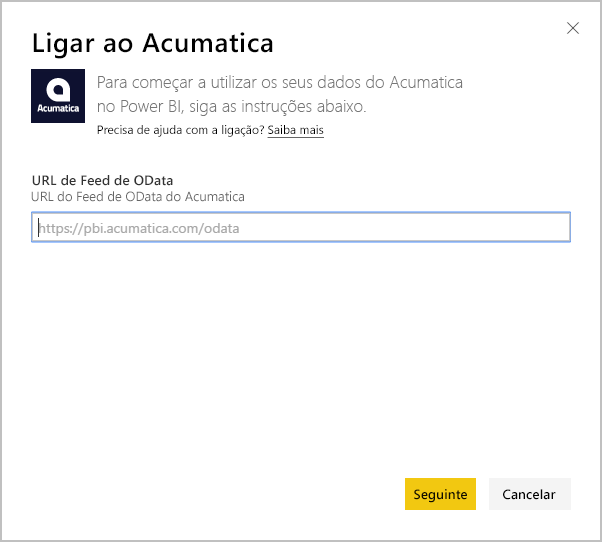 Ligar ao Acumatica
Acumatica
Para começar a utilizar os seus dados do Acumatica
no Power BI, siga as instruções abaixo.
Precisa de ajuda com a ligação? Saiba mais
URL de Feed de OData
URL do Feed de OData do Acumatica
https://pbi.acumatica.com/odata
Seguinte
Cancelar